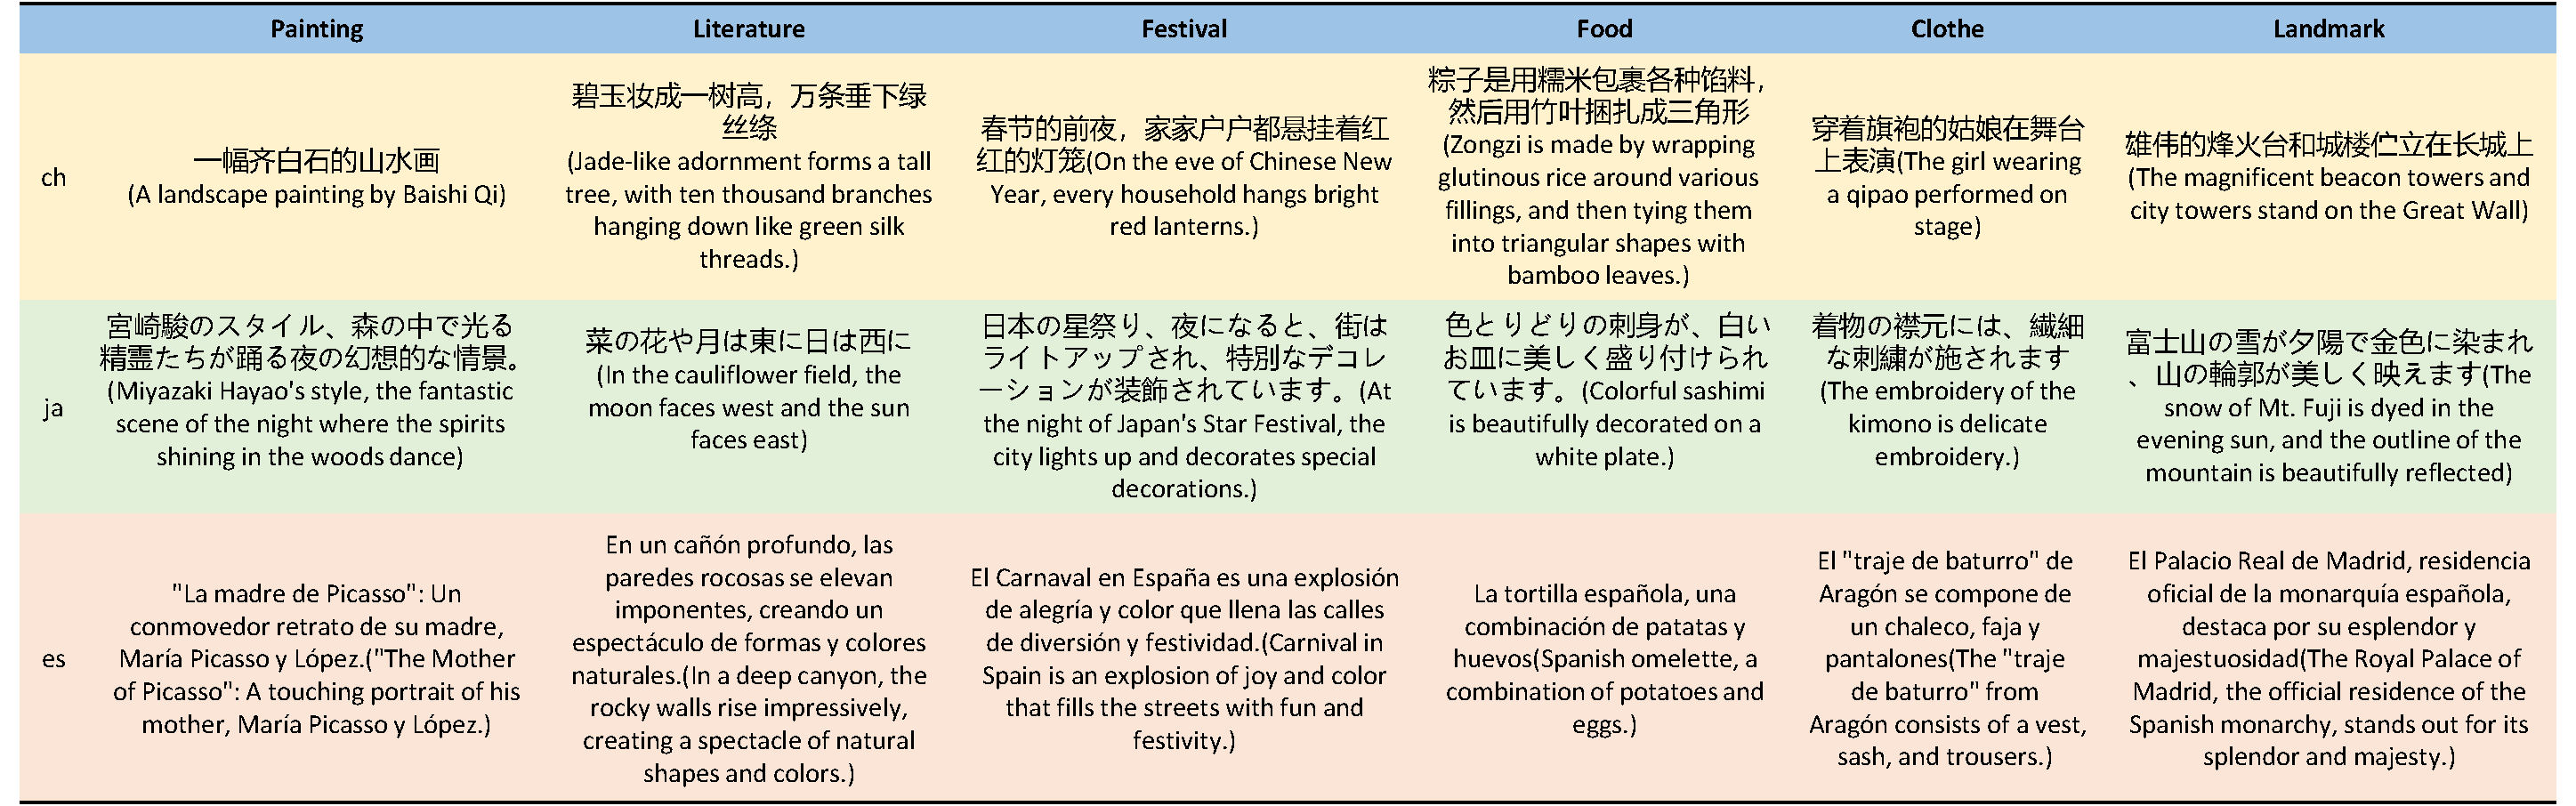 Painting Literature Festival Food Clothe Landmark
ch
一幅齐白石的山水画
(A landscape painting by Baishi Qi)
碧玉妆成一树高，万条垂下绿
丝绦
(Jade-like adornment forms a tall
tree, with ten thousand branches
hanging down like green silk
threads.)
春节的前夜，家家户户都悬挂着红
红的灯笼(On the eve of Chinese New
Year, every household hangs bright
red lanterns.)
粽子是用糯米包裹各种馅料，
然后用竹叶捆扎成三角形
(Zongzi is made by wrapping
glutinous rice around various
fillings, and then tying them
into triangular shapes with
bamboo leaves.)
穿着旗袍的姑娘在舞台
上表演(The girl wearing
a qipao performed on
stage)
雄伟的烽火台和城楼伫立在长城上
(The magnificent beacon towers and
city towers stand on the Great Wall)
ja
宮崎駿のスタイル、森の中で光る
精霊たちが踊る夜の幻想的な情景。
(Miyazaki Hayao's style, the fantastic
scene of the night where the spirits
shining in the woods dance)
菜の花や月は東に日は西に
(In the cauliflower field, the
moon faces west and the sun
faces east)
日本の星祭り、夜になると、街は
ライトアップされ、特別なデコレ
ーションが装飾されています。(At
the night of Japan's Star Festival, the
city lights up and decorates special
decorations.)
色とりどりの刺身が、白い
お皿に美しく盛り付けられ
ています。(Colorful sashimi
is beautifully decorated on a
white plate.)
着物の襟元には、繊細
な刺繍が施されます
(The embroidery of the
kimono is delicate
embroidery.)
富士山の雪が夕陽で金色に染まれ
、山の輪郭が美しく映えます(The
snow of Mt. Fuji is dyed in the
evening sun, and the outline of the
mountain is beautifully reflected)
es
"La madre de Picasso": Un
conmovedor retrato de su madre,
María Picasso y López.("The Mother
of Picasso": A touching portrait of his
mother, María Picasso y López.)
En un cañón profundo, las
paredes rocosas se elevan
imponentes, creando un
espectáculo de formas y colores
naturales.(In a deep canyon, the
rocky walls rise impressively,
creating a spectacle of natural
shapes and colors.)
El Carnaval en España es una explosión
de alegría y color que llena las calles
de diversión y festividad.(Carnival in
Spain is an explosion of joy and color
that fills the streets with fun and
festivity.)
La tortilla española, una
combinación de patatas y
huevos(Spanish omelette, a
combination of potatoes and
eggs.)
El "traje de baturro" de
Aragón se compone de
un chaleco, faja y
pantalones(The "traje
de baturro" from
Aragón consists of a vest,
sash, and trousers.)
El Palacio Real de Madrid, residencia
oficial de la monarquía española,
destaca por su esplendor y
majestuosidad(The Royal Palace of
Madrid, the official residence of the
Spanish monarchy, stands out for its
splendor and majesty.)